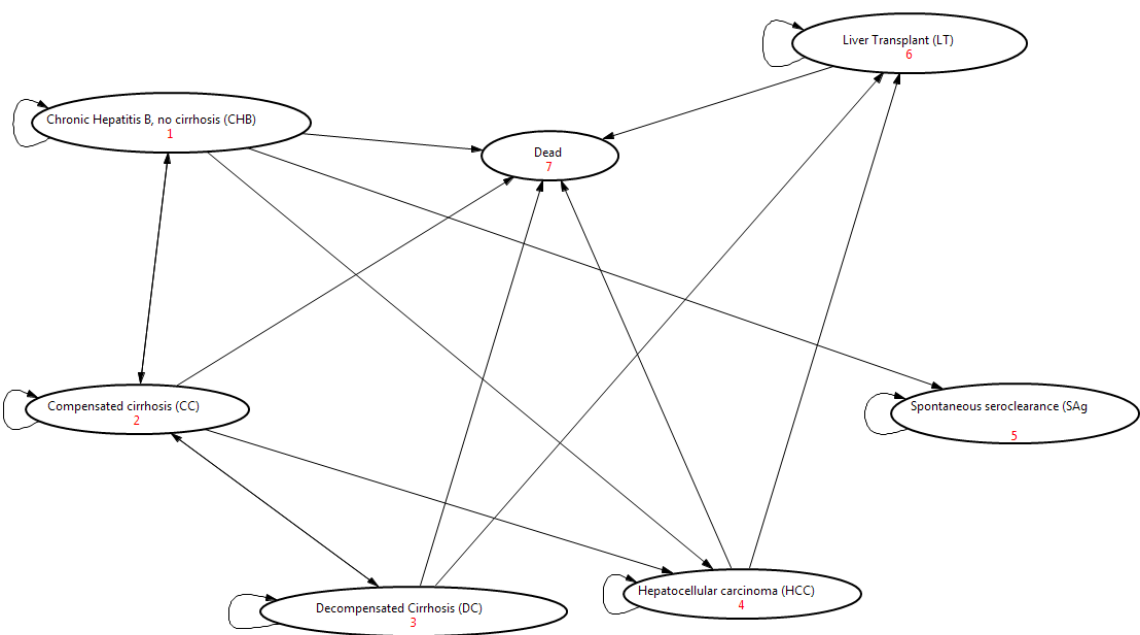 Liver Transplant (LT)
6
Chronic Hepatitis B, no cirrhosis (CHB)
1
Dead
7
Compensated cirrhosis (CC)
2
Spontaneous seroclearance (SAg
5
Hepatocellular carcinoma (HCC)
4
Decompensated Cirrhosis (DC)
3